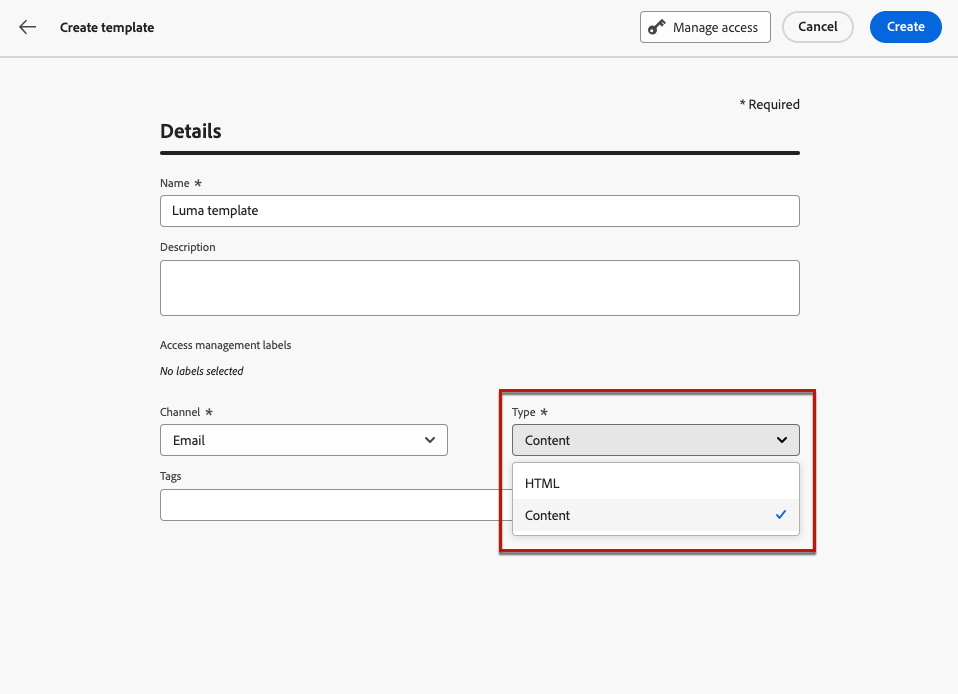 Create template
Manage access
Cancel
Create
* Required
Details
Name *
Luma template
Description
Access management labels
No labels selected
Channel *
Type *
Email
Content
Tags
HTML
Content